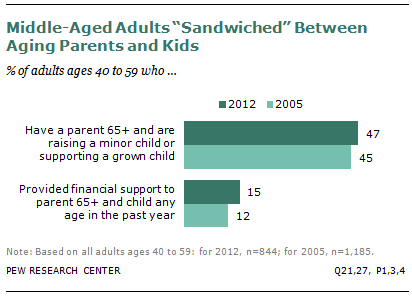 Middle-Aged Adults “Sandwiched” Between
Aging Parents and Kids
% of adults ages 40 to 59 who ...
2012 2005
Have a parent 65+ and are
raising a minor child or
supporting a grown child
47
45
Provided financial support to
parent 65+ and child any
age in the past year
15
12
Note: Based on all adults ages 40 to 59: for 2012, n=844; for 2005, n=1,185.
PEW RESEARCH CENTER Q21,27, P1,3,4